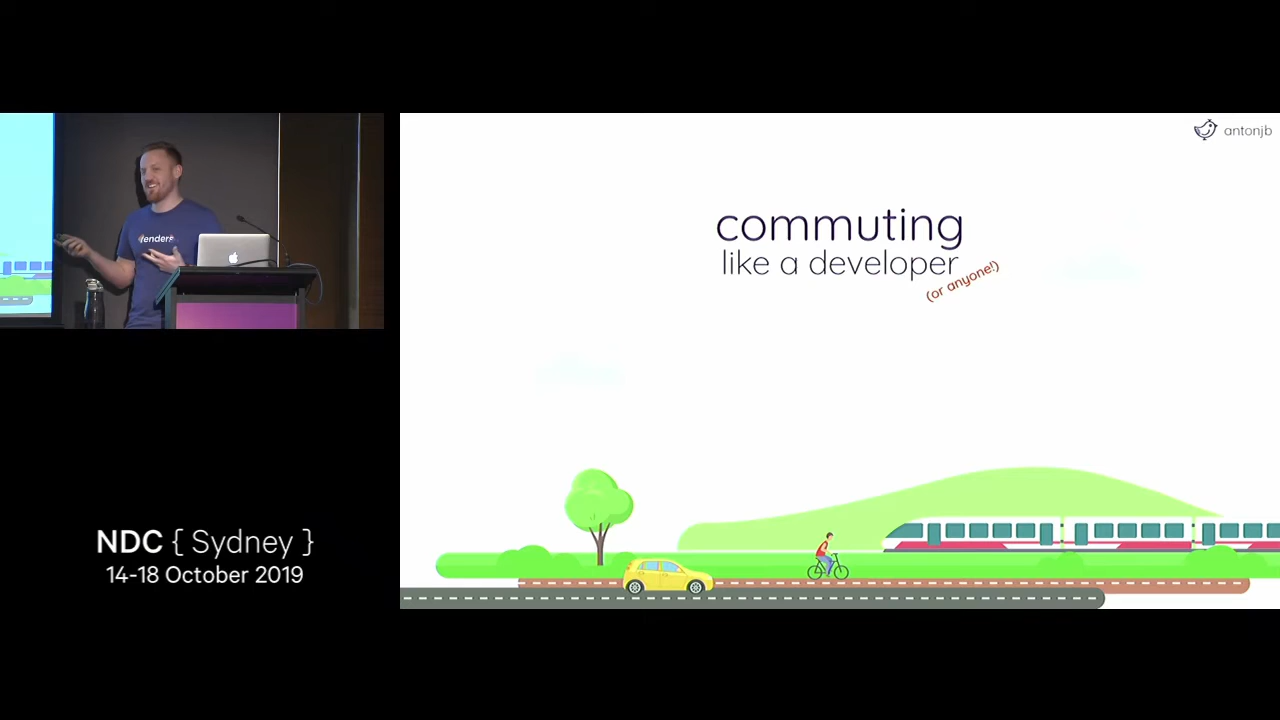 antonjb
commuting
like a developer
(or anyone!)
NDC { Sydney }
14-18 October 2019